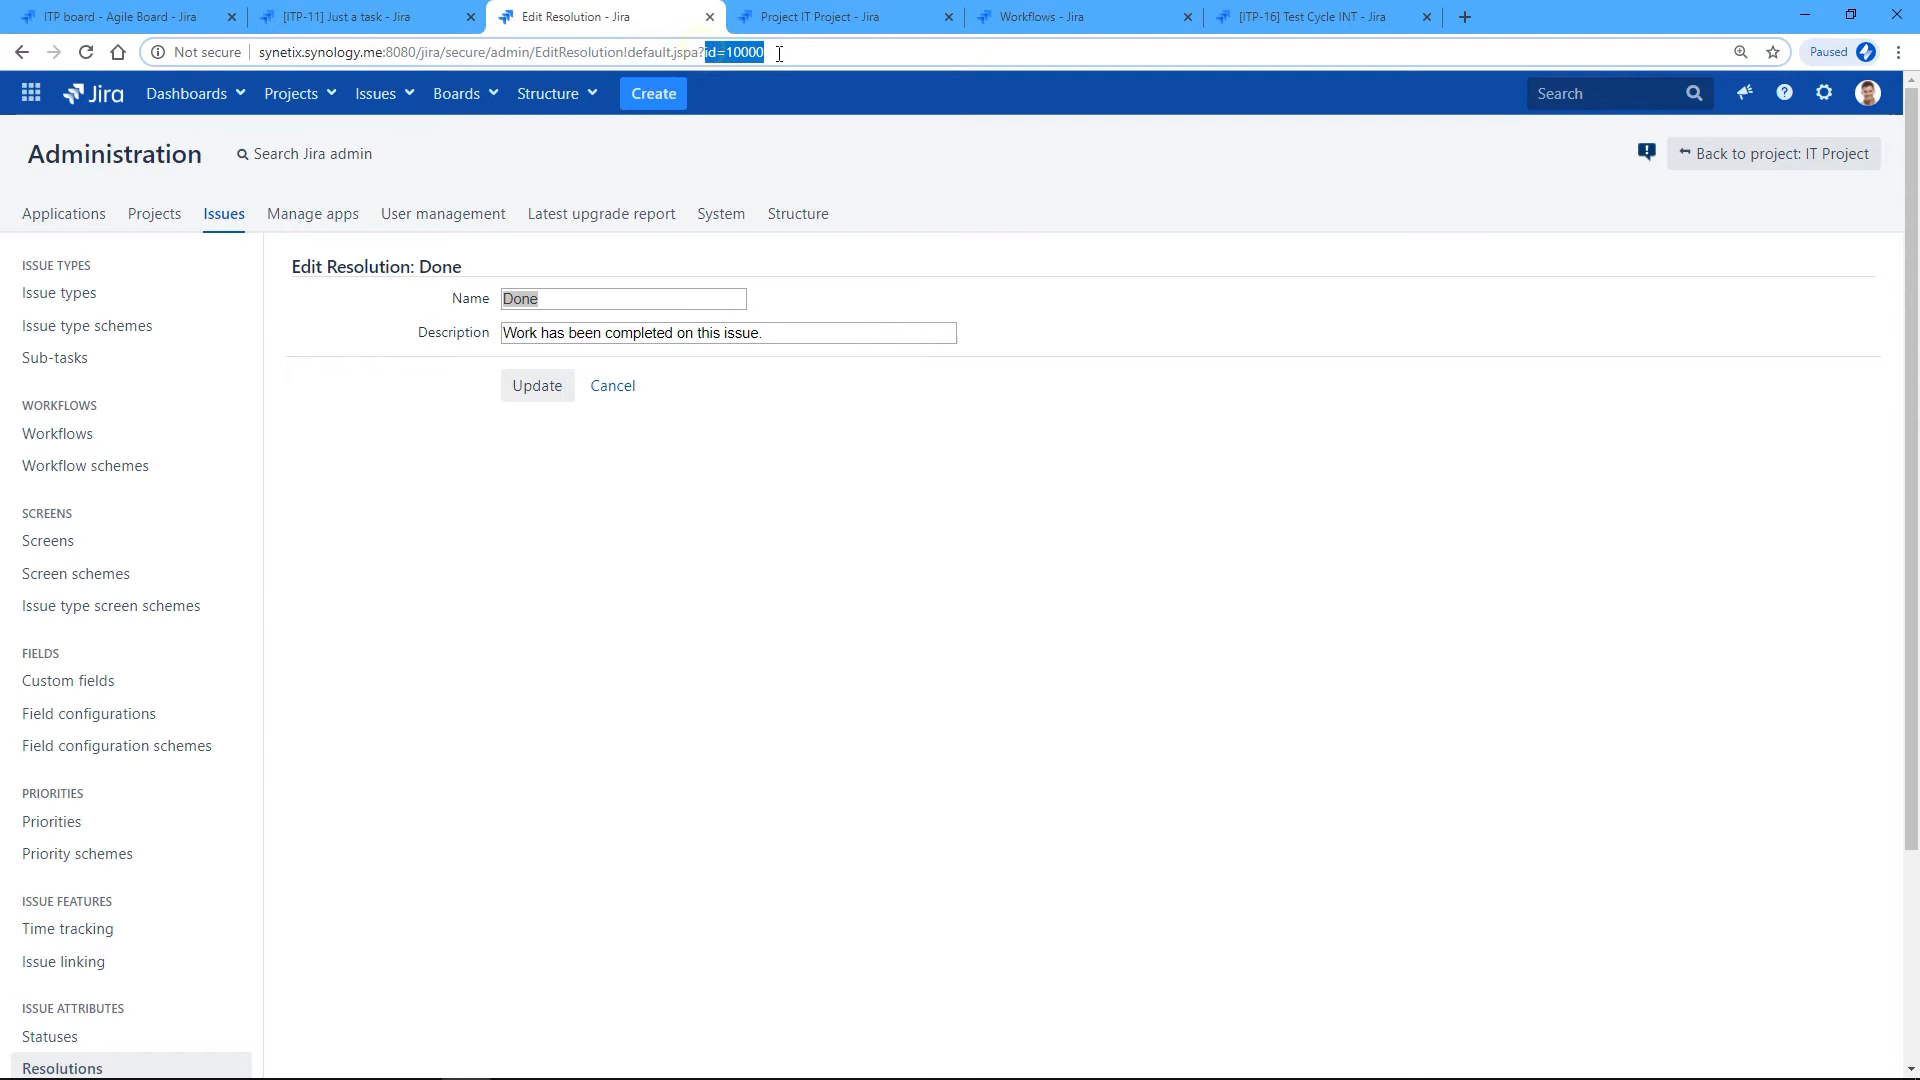 ITP board - Agile Board - Jira
[ITP-11] Just a task - Jira
Edit Resolution - Jira
Project IT Project - Jira
Workflows - Jira
[ITP-16] Test Cycle INT - Jira
Not secure
synetix.synology.me:8080/jira/secure/admin/EditResolution!default.jspa?id=10000
Paused
Jira
Dashboards
Projects
Issues
Boards
Structure
Create
Search
Administration
Search Jira admin
Back to project: IT Project
Applications
Projects
Issues
Manage apps
User management
Latest upgrade report
System
Structure
ISSUE TYPES
Issue types
Issue type schemes
Sub-tasks
WORKFLOWS
Workflows
Workflow schemes
SCREENS
Screens
Screen schemes
Issue type screen schemes
FIELDS
Custom fields
Field configurations
Field configuration schemes
PRIORITIES
Priorities
Priority schemes
ISSUE FEATURES
Time tracking
Issue linking
ISSUE ATTRIBUTES
Statuses
Resolutions
Edit Resolution: Done
Name Done
Description Work has been completed on this issue.
Update Cancel